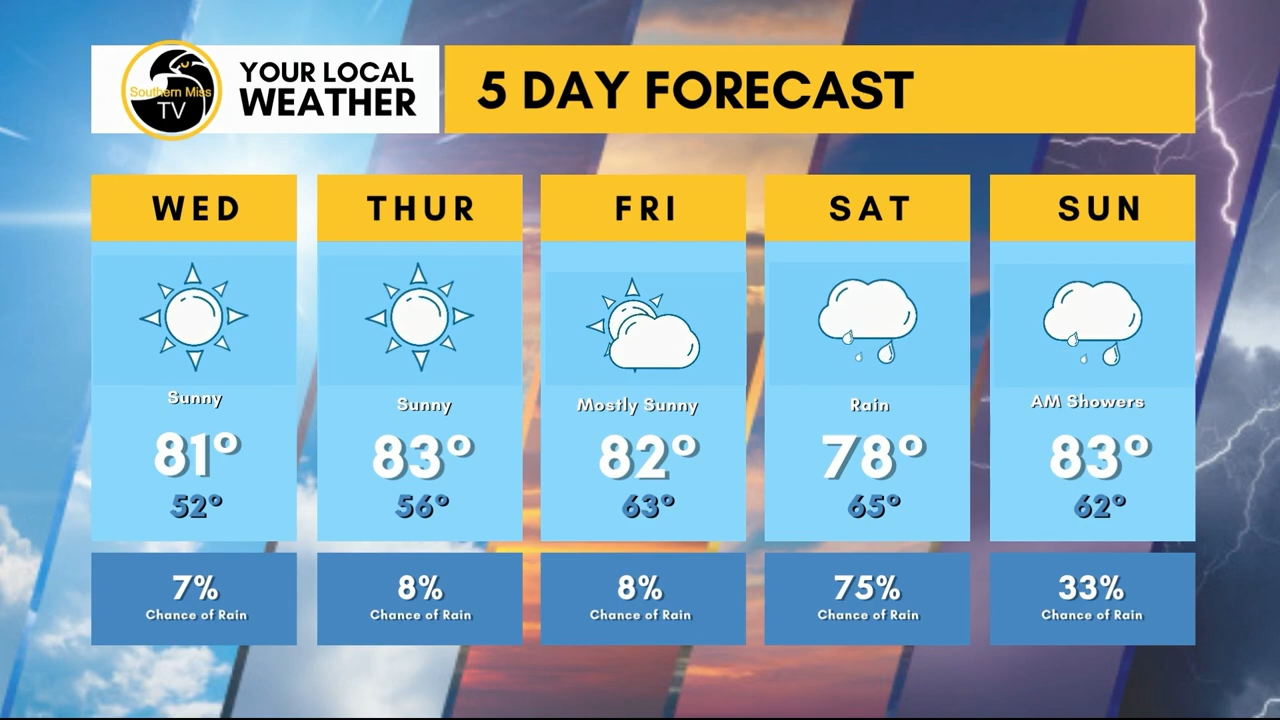 Southern Miss
TV
YOUR LOCAL
WEATHER
5 DAY FORECAST
WED
Sunny
81°
52°
7%
Chance of Rain
THUR
Sunny
83°
56°
8%
Chance of Rain
FRI
Mostly Sunny
82°
63°
8%
Chance of Rain
SAT
Rain
78°
65°
75%
Chance of Rain
SUN
AM Showers
83°
62°
33%
Chance of Rain